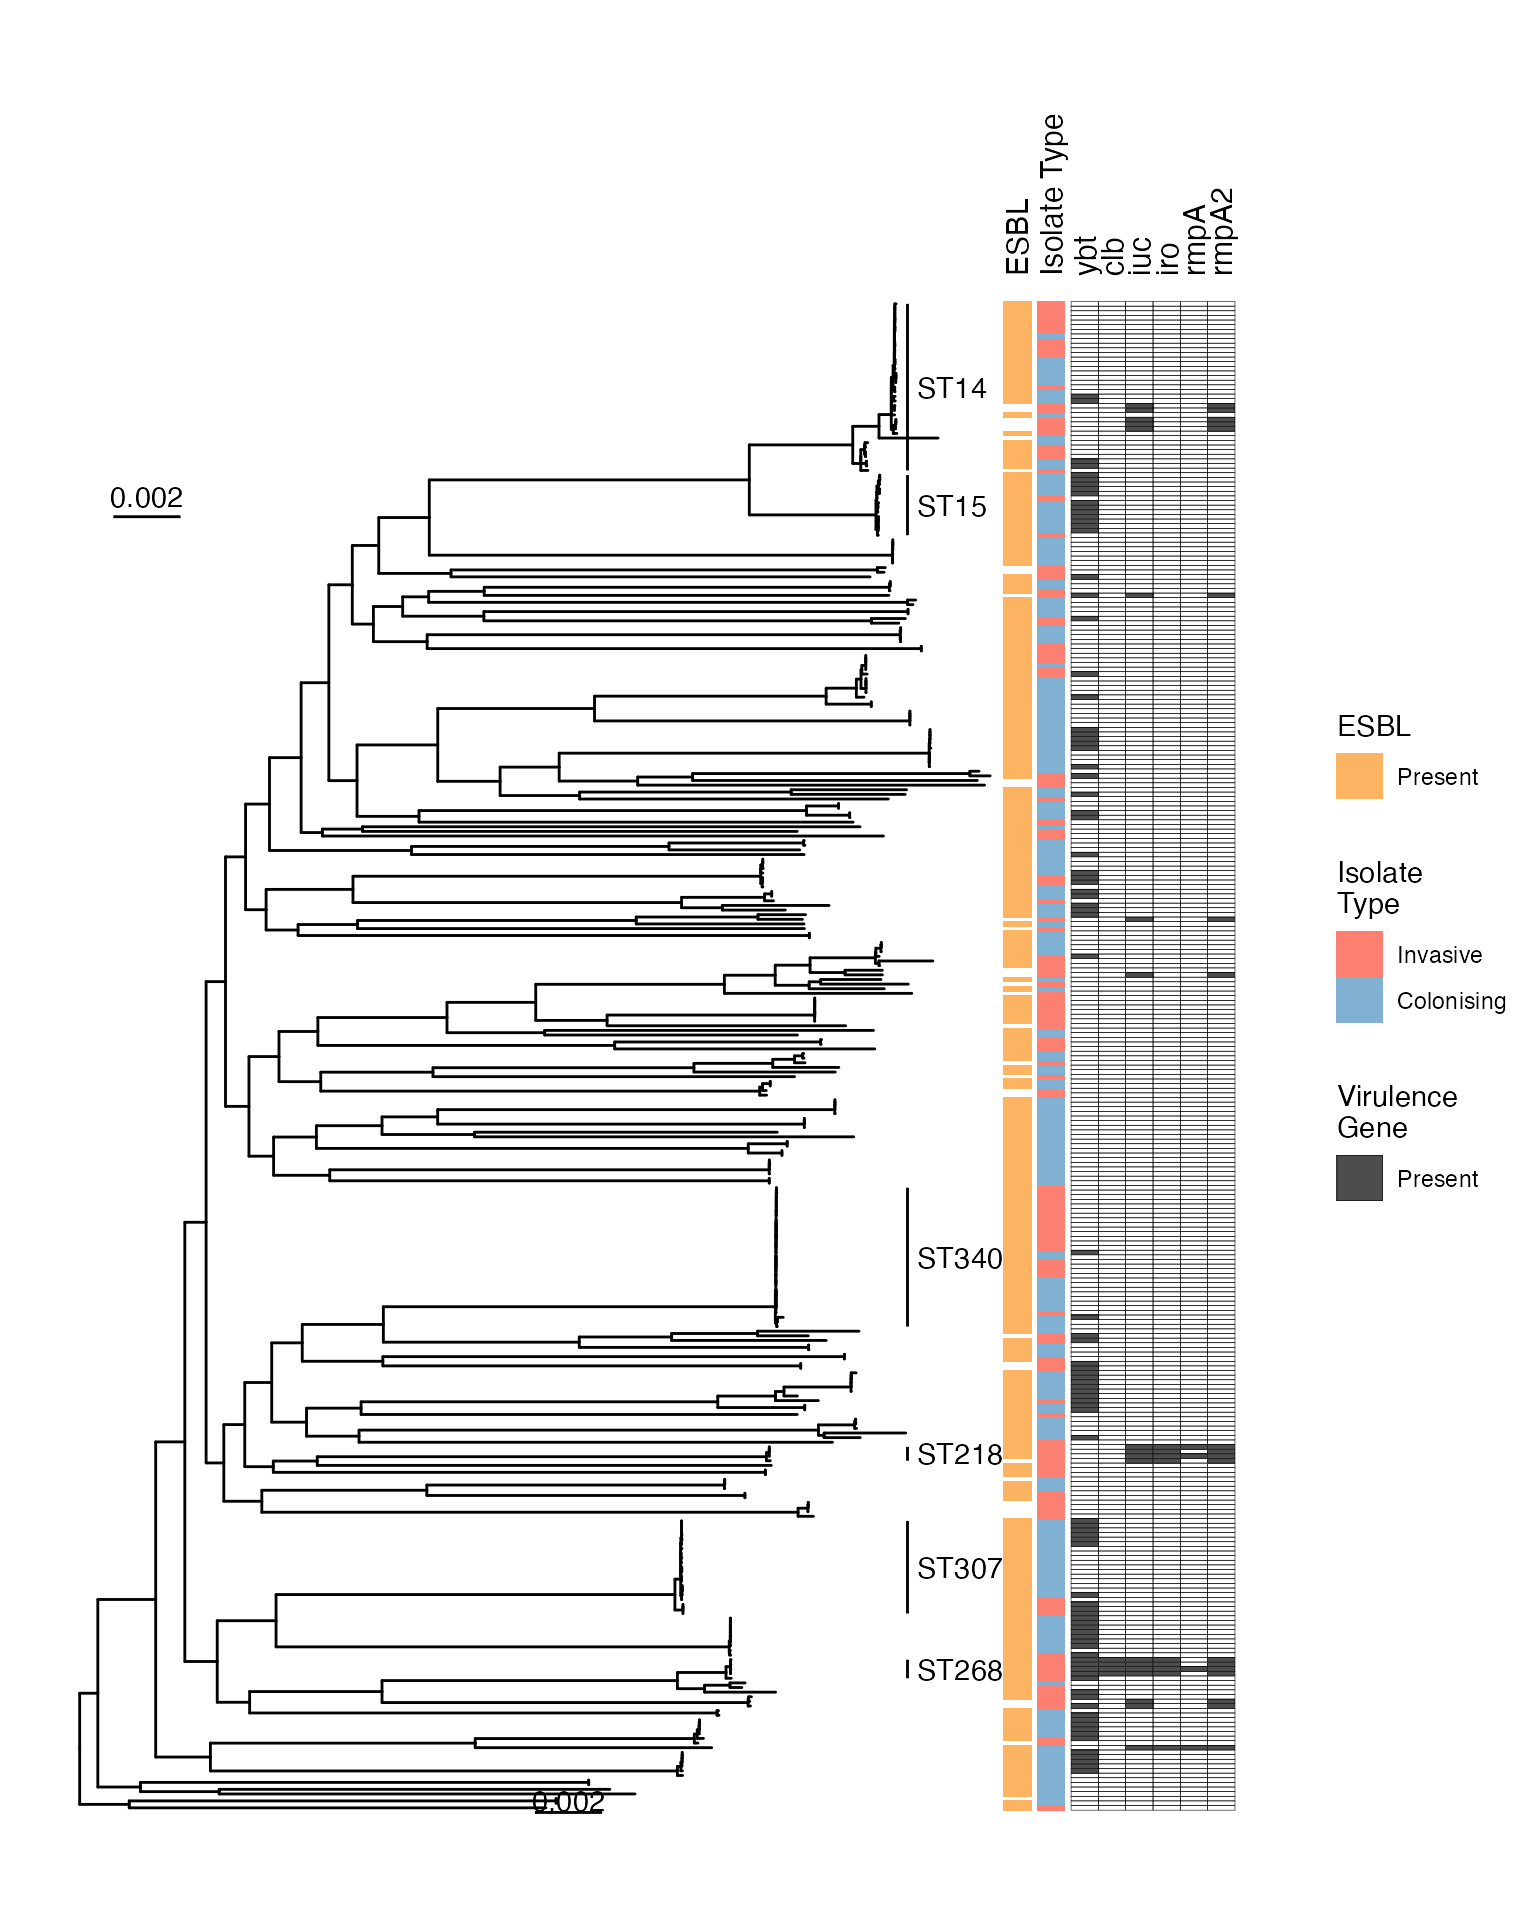 ESBL
Isolate Type
ybt
clb
iuc
iro
rmpA
rmpA2
ST14
0.002
ST15
ESBL
Present
Isolate
Type
Invasive
Colonising
Virulence
Gene
Present
ST340
ST218
ST307
ST268
0.002